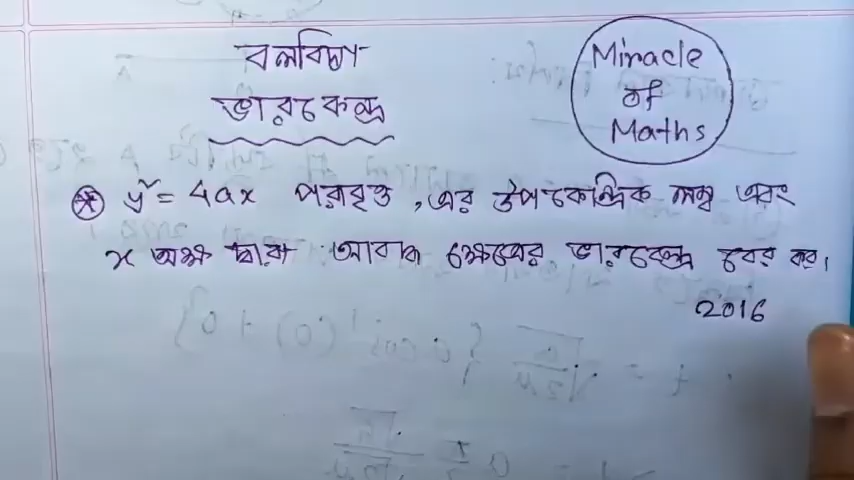 বলবিদ্যা
ভারকেন্দ্র
Miracle
of
Maths
y² = 4ax পরাবৃত্ত, এর উপকেন্দ্রিক লম্ব এবং
x অক্ষ দ্বারা আবদ্ধ ক্ষেত্রের ভারকেন্দ্র বের কর।
2016